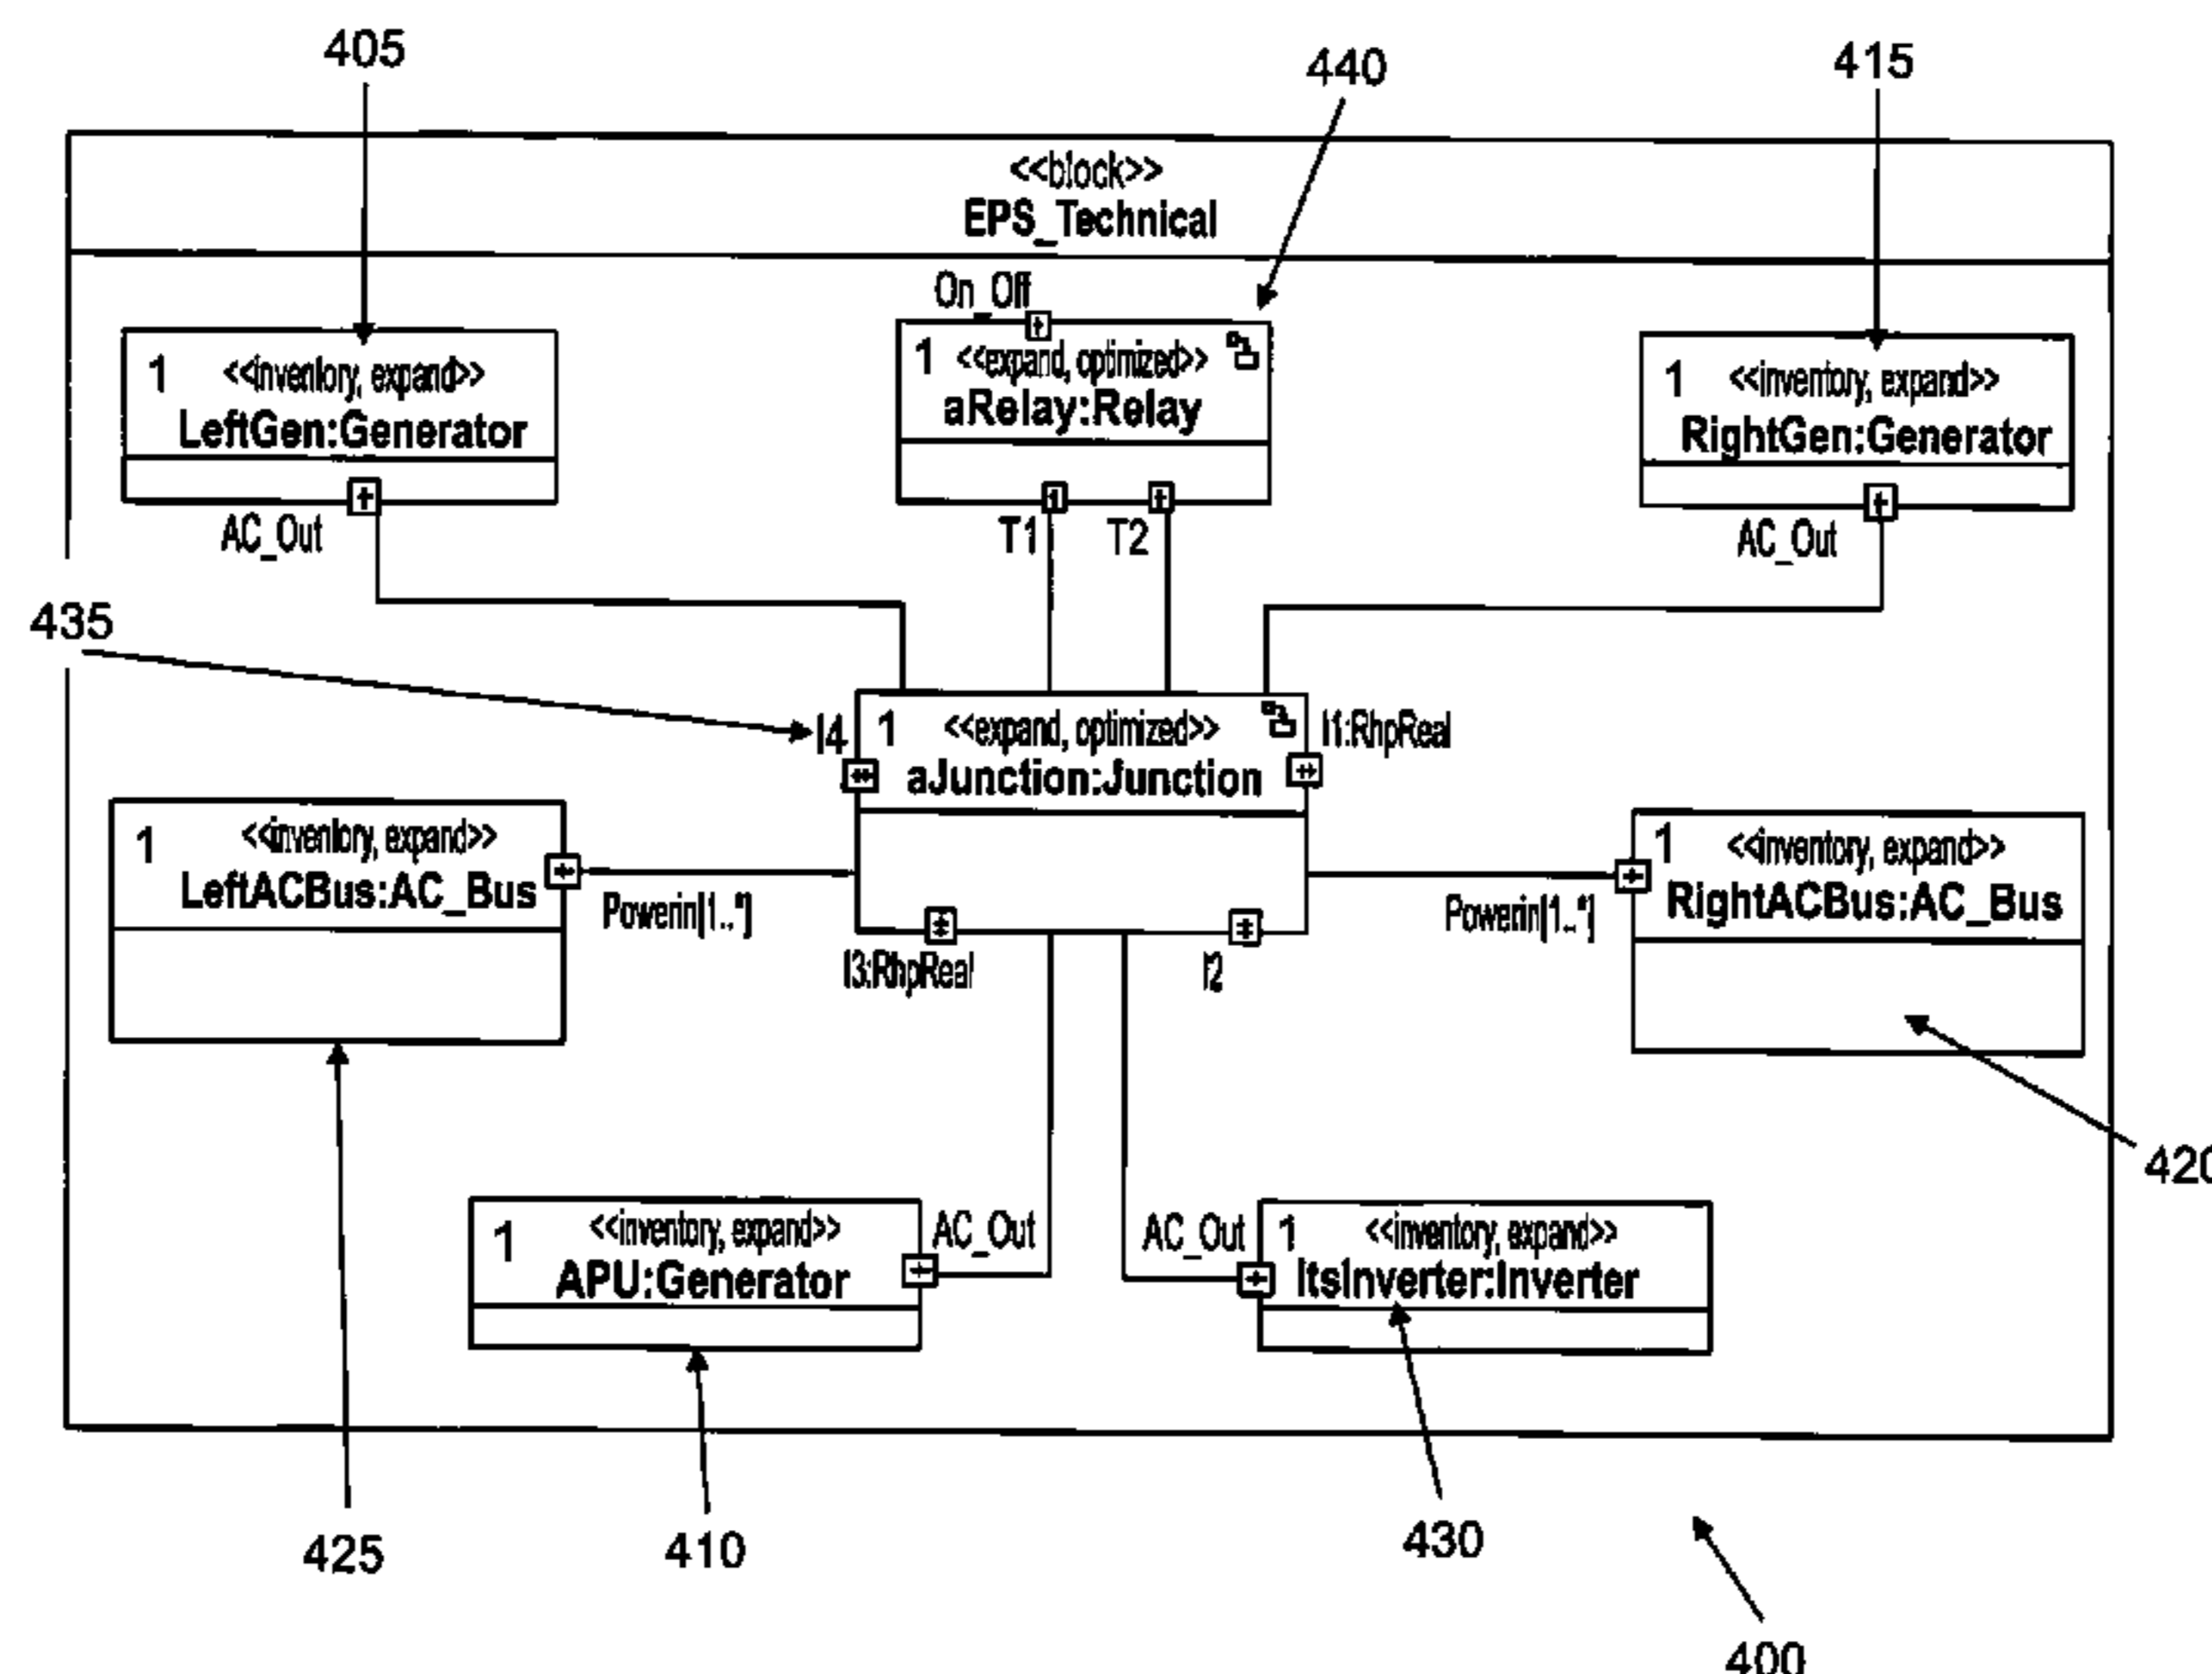 405
440
415
<<block>>
EPS_Technical
On_Off
1 <<inventory, expand>>
LeftGen:Generator
AC_Out
1 <<expand, optimized>>
aRelay:Relay
T1 T2
1 <<inventory, expand>>
RightGen:Generator
AC_Out
435
I4
1 <<expand, optimized>>
aJunction:Junction
I1:RhpReal
1 <<inventory, expand>>
LeftACBus:AC_Bus
Powerin[1..*]
I3:RhpReal
I2
Powerin[1..*]
1 <<inventory, expand>>
RightACBus:AC_Bus
420
1 <<inventory, expand>>
APU:Generator
AC_Out
AC_Out
1 <<inventory, expand>>
ItsInverter:Inverter
425
410
430
400